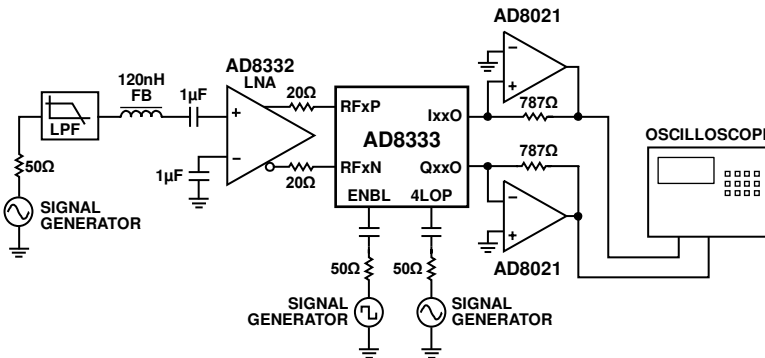 AD8021
120nH
FB
AD8332
LNA
1µF
20Ω
LPF
RFxP
IxxO
787Ω
AD8333
OSCILLOSCOPE
787Ω
50Ω
1µF
20Ω
RFxN
QxxO
ENBL
4LOP
SIGNAL
GENERATOR
50Ω
50Ω
AD8021
SIGNAL
GENERATOR
SIGNAL
GENERATOR